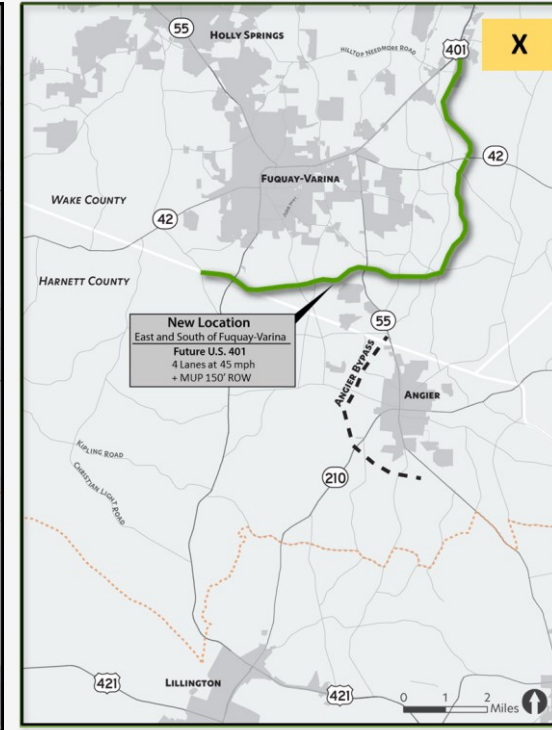 55
HOLLY SPRINGS
HILLTOP NEEDMORE ROAD
401
X
42
FUQUAY-VARINA
WAKE COUNTY
42
HARNETT COUNTY
New Location
East and South of Fuquay-Varina
Future U.S. 401
4 Lanes at 45 mph
+ MUP 150' ROW
55
ANGIER BYPASS
ANGIER
KIPLING ROAD
CHRISTIAN LIGHT ROAD
210
421
LILLINGTON
421
0 1 2
Miles